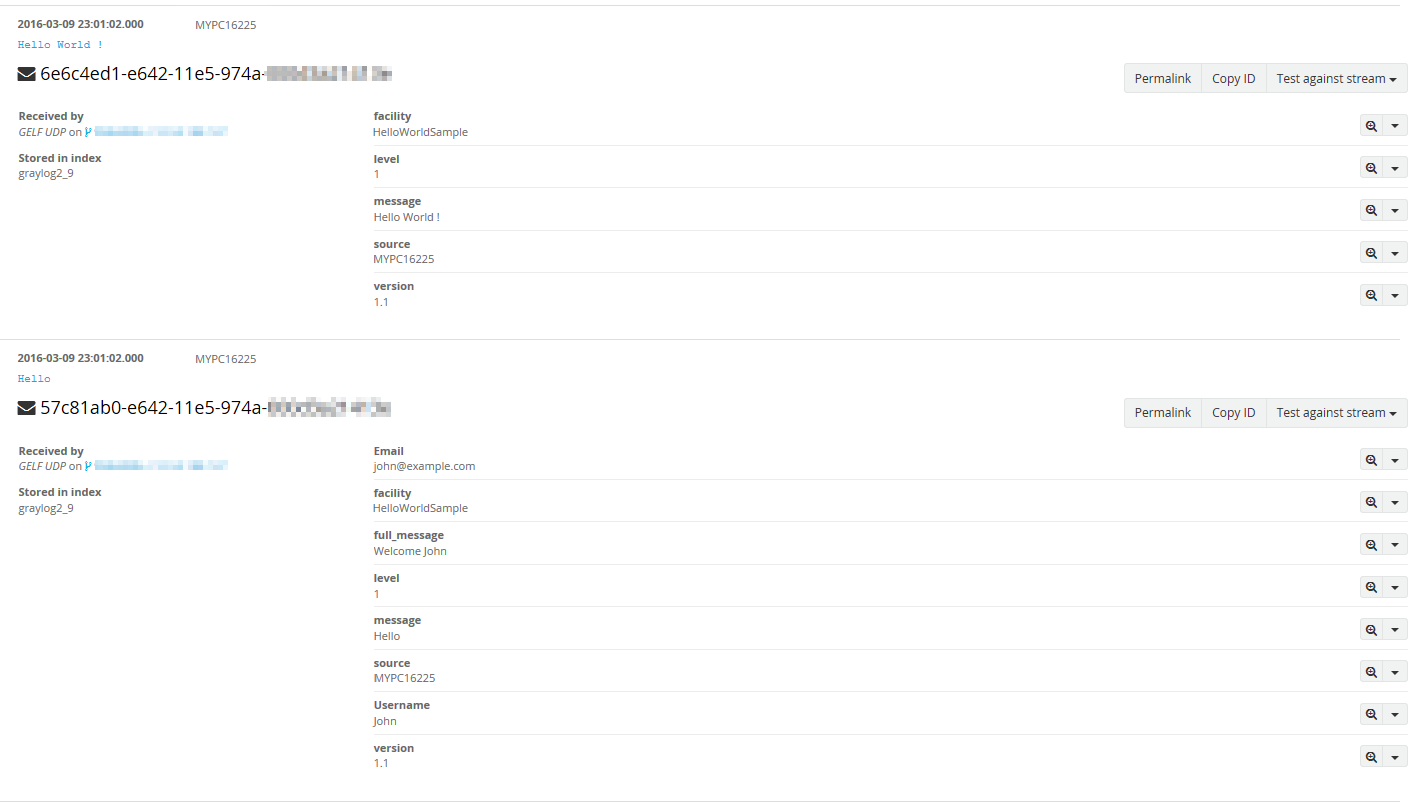 2016-03-09 23:01:02.000 MYPC16225
Hello World !
6e6c4ed1-e642-11e5-974a-
Permalink Copy ID Test against stream
Received by
GELF UDP on
Stored in index
graylog2_9
facility
HelloWorldSample
level
1
message
Hello World !
source
MYPC16225
version
1.1
2016-03-09 23:01:02.000 MYPC16225
Hello
57c81ab0-e642-11e5-974a-
Permalink Copy ID Test against stream
Received by
GELF UDP on
Stored in index
graylog2_9
Email
john@example.com
facility
HelloWorldSample
full_message
Welcome John
level
1
message
Hello
source
MYPC16225
Username
John
version
1.1